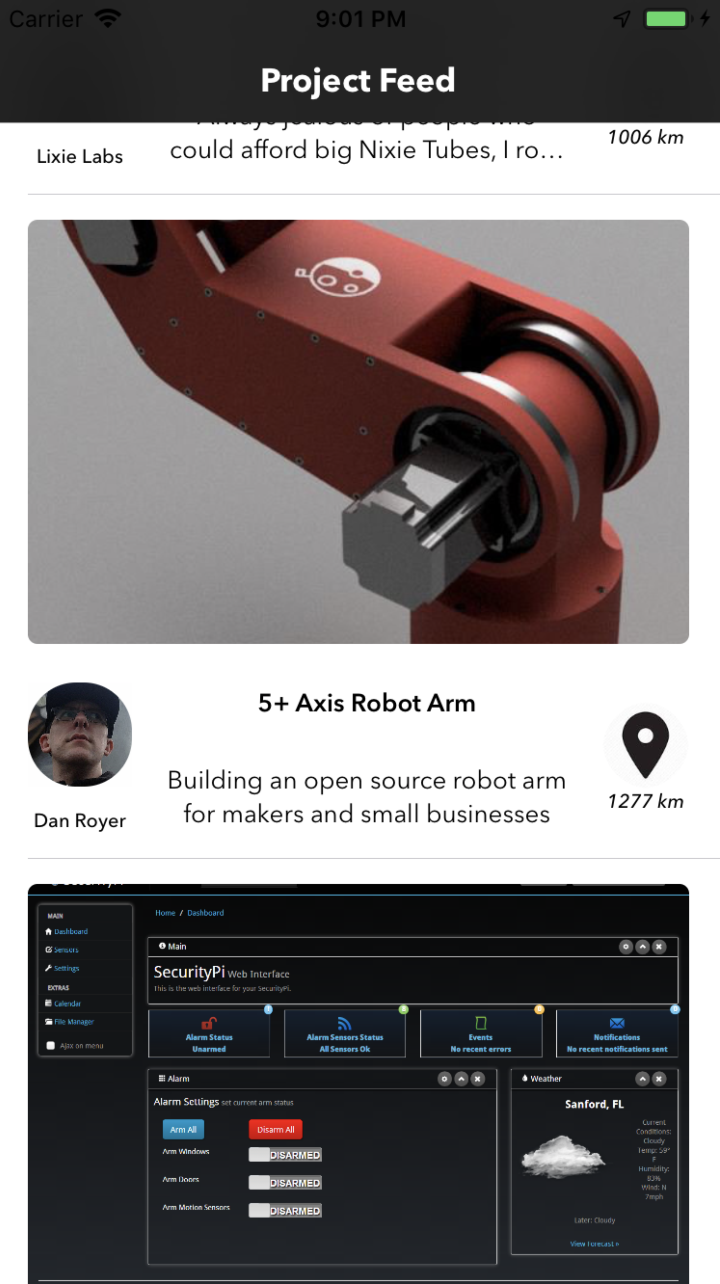 Carrier
9:01 PM
Project Feed
Always jealous of people who
could afford big Nixie Tubes, I ro...
Lixie Labs
1006 km
5+ Axis Robot Arm
Building an open source robot arm
for makers and small businesses
Dan Royer
1277 km
MAIN
Dashboard
Sensors
Settings
EXTRAS
Calendar
File Manager
Ajax on menu
Home / Dashboard
Main
SecurityPi Web Interface
This is the web interface for your SecurityPi.
Alarm Status
Unarmed
Alarm Sensors Status
All Sensors Ok
Events
No recent errors
Notifications
No recent notifications sent
Alarm
Alarm Settings set current arm status
Arm All
Disarm All
Arm Windows
DISARMED
Arm Doors
DISARMED
Arm Motion Sensors
DISARMED
Weather
Sanford, FL
Current
Conditions:
Cloudy
Temp: 59°
F
Humidity:
83%
Wind: N
7mph
Later: Cloudy
View Forecast »